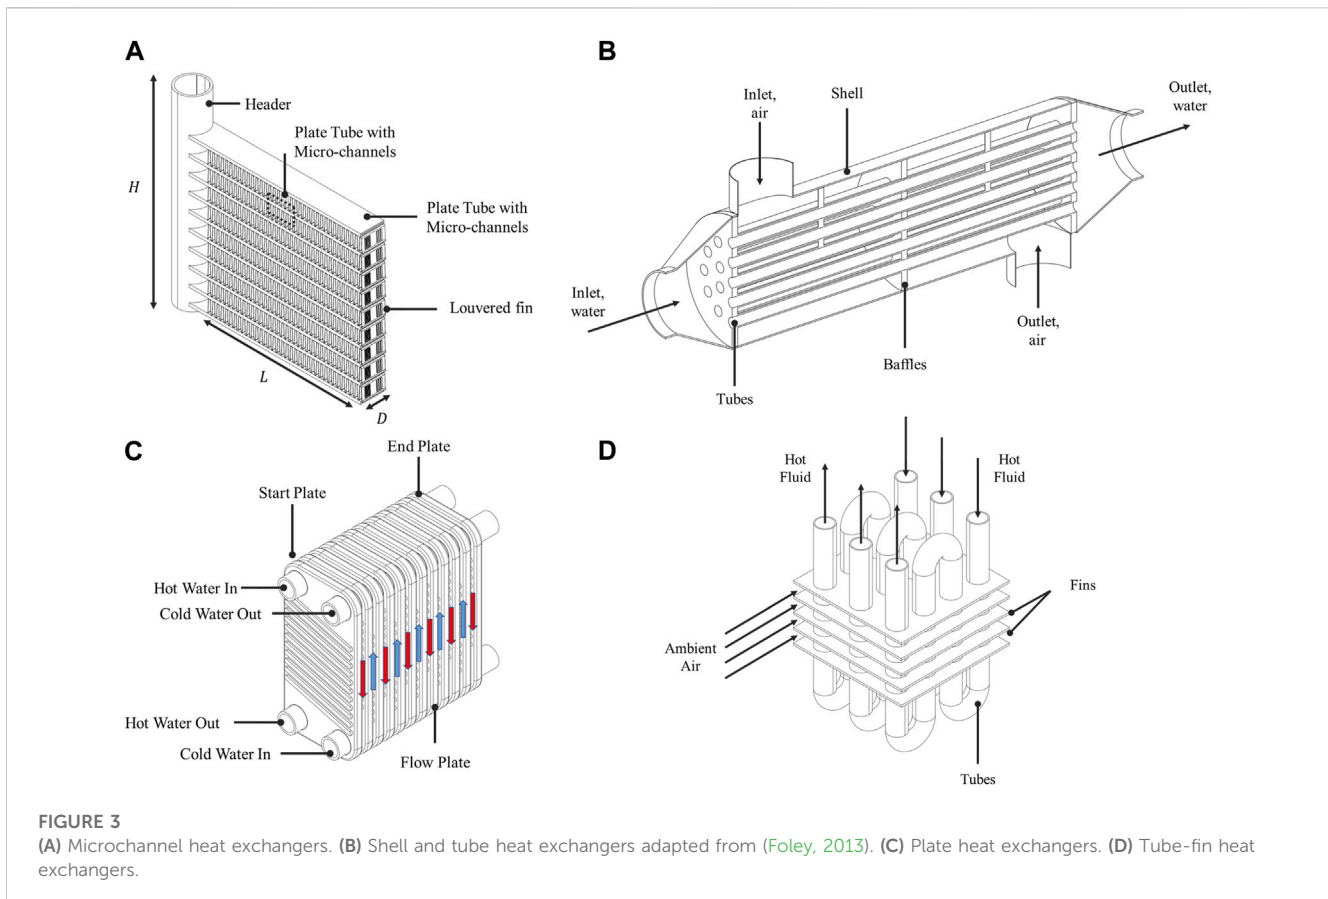 A
Header
Plate Tube with
Micro-channels
H
Plate Tube with
Micro-channels
Louvered fin
L
D
B
Inlet,
air
Shell
Outlet,
water
Inlet,
water
Outlet,
air
Baffles
Tubes
C
End Plate
Start Plate
Hot Water In
Cold Water Out
Hot Water Out
Cold Water In
Flow Plate
D
Hot
Fluid
Hot
Fluid
Fins
Ambient
Air
Tubes
FIGURE 3
(A) Microchannel heat exchangers. (B) Shell and tube heat exchangers adapted from (Foley, 2013). (C) Plate heat exchangers. (D) Tube-fin heat
exchangers.